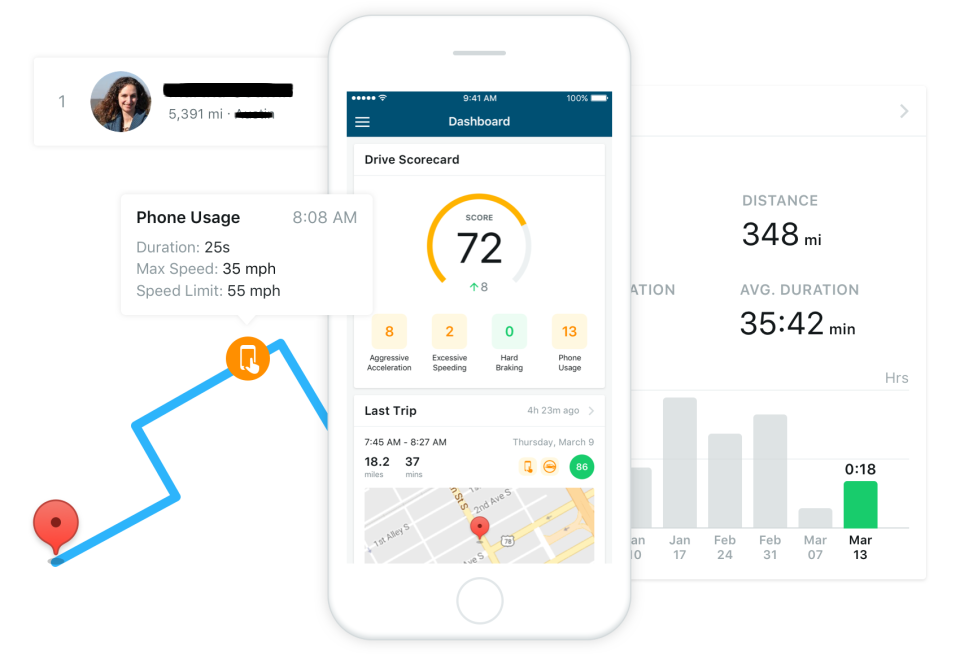 1
5,391 mi ·
Phone Usage 8:08 AM
Duration: 25s
Max Speed: 35 mph
Speed Limit: 55 mph
9:41 AM 100%
Dashboard
Drive Scorecard
SCORE
72
8
8 2 0 13
Aggressive Acceleration
Excessive Speeding
Hard Braking
Phone Usage
Last Trip 4h 23m ago
7:45 AM - 8:27 AM Thursday, March 9
18.2 37 86
miles mins
n St S
2nd Ave S
1st Alley S
78
ve S
DISTANCE
348 mi
ATION AVG. DURATION
35:42 min
Hrs
0:18
an Jan Feb Feb Mar Mar
10 17 24 31 07 13